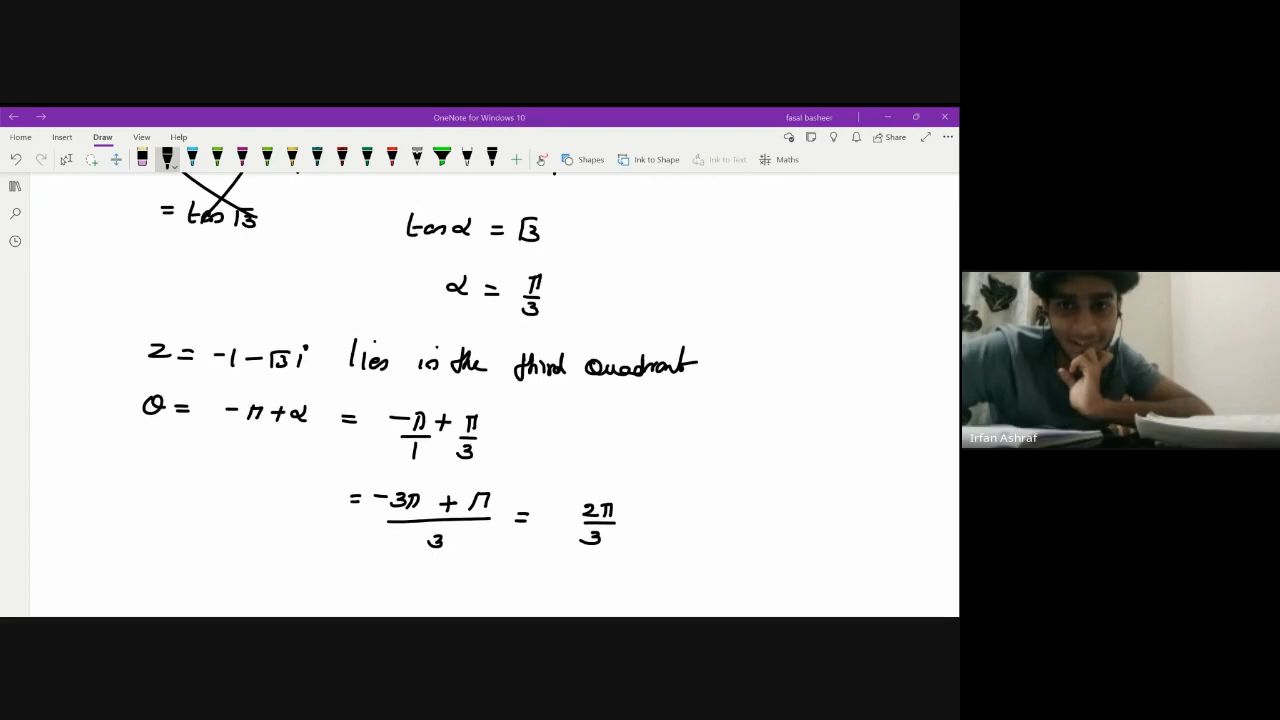 OneNote for Windows 10
fasal basheer
Home Insert Draw View Help
Share
Shapes Ink to Shape Ink to Text Maths
= tan √3
tan α = √3
α = π/3
Z = -1 - √3 i lies in the third quadrant
θ = -π + α = -π/1 + π/3
= -3π + π / 3 = 2π/3
Irfan Ashraf